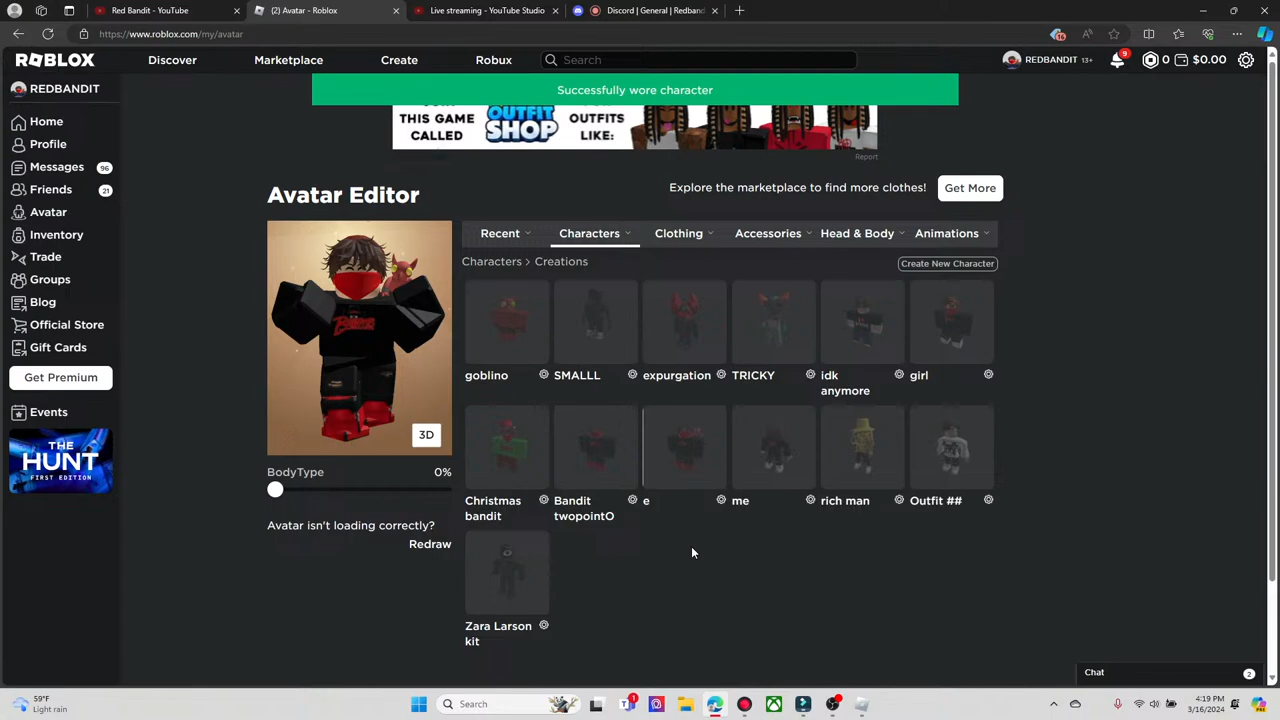 Red Bandit - YouTube
(2) Avatar - Roblox
Live streaming - YouTube Studio
Discord | General | Redband
https://www.roblox.com/my/avatar
16
ROBLOX
Discover
Marketplace
Create
Robux
Search
REDBANDIT 13+
9
0
$0.00
REDBANDIT
Successfully wore character
THIS GAME
CALLED
OUTFIT
SHOP
FOR
OUTFITS
LIKE:
Report
Home
Profile
Messages 96
Friends 21
Avatar
Inventory
Trade
Groups
Blog
Official Store
Gift Cards
Get Premium
Events
THE
HUNT
FIRST EDITION
Avatar Editor
Explore the marketplace to find more clothes!
Get More
Recent
Characters
Clothing
Accessories
Head & Body
Animations
Characters > Creations
Create New Character
3D
BodyType 0%
Avatar isn't loading correctly?
Redraw
goblino
SMALLL
expurgation
TRICKY
idk
anymore
girl
Christmas
bandit
Bandit
twopointO
e
me
rich man
Outfit ##
Zara Larson
kit
Chat
2
59°F
Light rain
Search
1
4:19 PM
3/16/2024